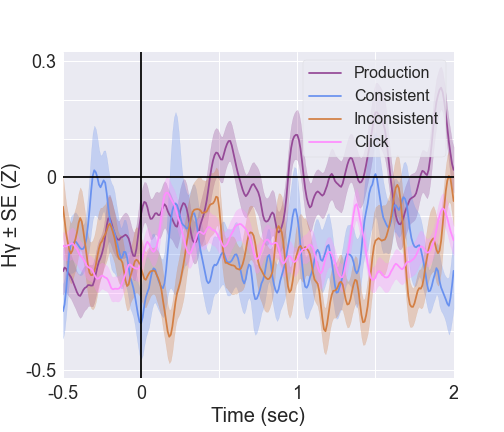 0.3
0
-0.5
Hγ ± SE (Z)
Production
Consistent
Inconsistent
Click
-0.5 0 1 2
Time (sec)